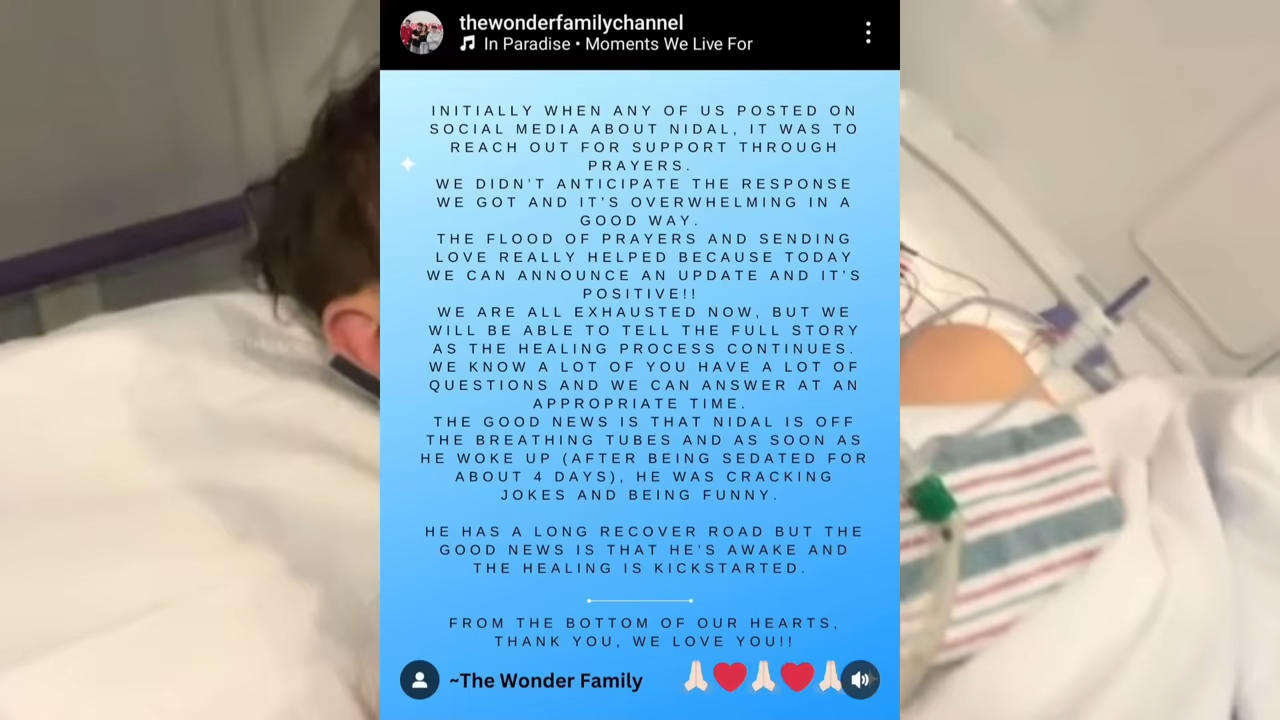 thewonderfamilychannel
In Paradise • Moments We Live For
INITIALLY WHEN ANY OF US POSTED ON
SOCIAL MEDIA ABOUT NIDAL, IT WAS TO
REACH OUT FOR SUPPORT THROUGH
PRAYERS.
WE DIDN'T ANTICIPATE THE RESPONSE
WE GOT AND IT'S OVERWHELMING IN A
GOOD WAY.
THE FLOOD OF PRAYERS AND SENDING
LOVE REALLY HELPED BECAUSE TODAY
WE CAN ANNOUNCE AN UPDATE AND IT'S
POSITIVE!!
WE ARE ALL EXHAUSTED NOW, BUT WE
WILL BE ABLE TO TELL THE FULL STORY
AS THE HEALING PROCESS CONTINUES.
WE KNOW A LOT OF YOU HAVE A LOT OF
QUESTIONS AND WE CAN ANSWER AT AN
APPROPRIATE TIME.
THE GOOD NEWS IS THAT NIDAL IS OFF
THE BREATHING TUBES AND AS SOON AS
HE WOKE UP (AFTER BEING SEDATED FOR
ABOUT 4 DAYS), HE WAS CRACKING
JOKES AND BEING FUNNY.
HE HAS A LONG RECOVER ROAD BUT THE
GOOD NEWS IS THAT HE'S AWAKE AND
THE HEALING IS KICKSTARTED.
FROM THE BOTTOM OF OUR HEARTS,
THANK YOU, WE LOVE YOU!!
~The Wonder Family 🙏🏻❤️🙏🏻❤️🙏🏻